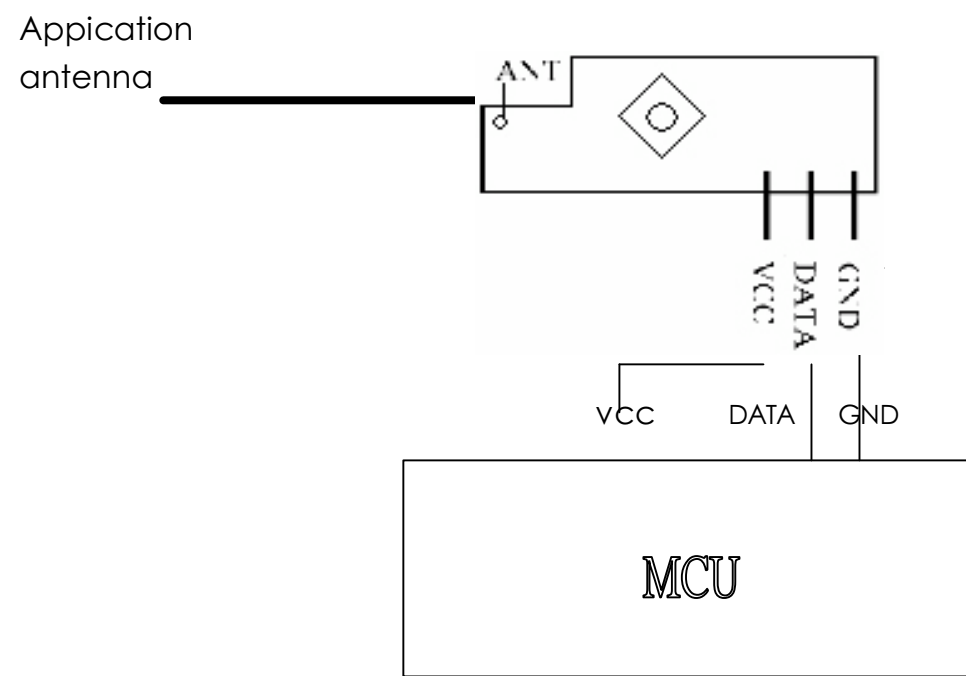 Appication
antenna
ANT
VCC
DATA
GND
VCC DATA GND
MCU